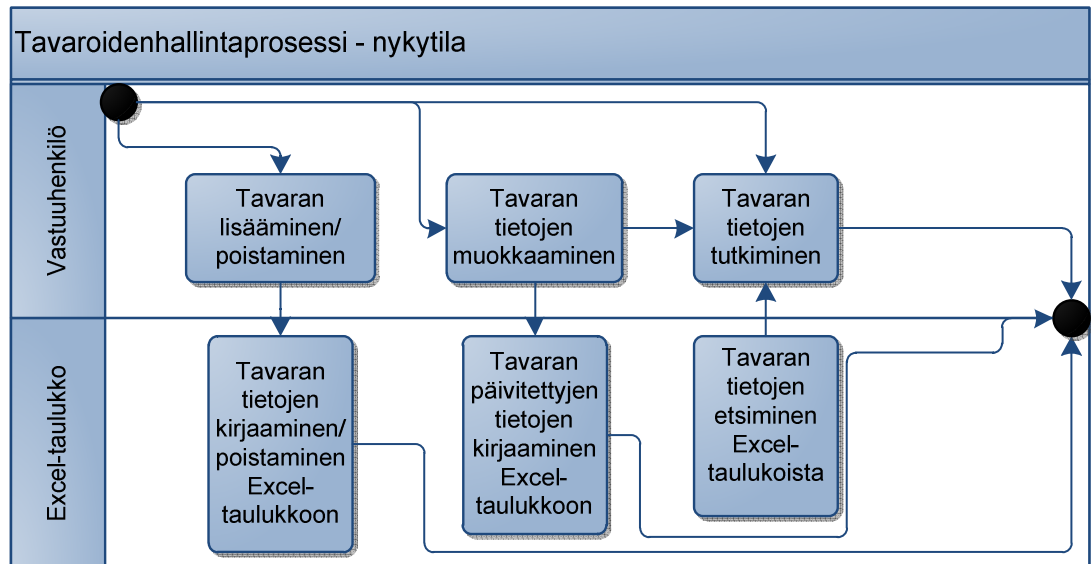 Tavaroidenhallintaprosessi - nykytila
Vastuuhenkilö
Tavaran
lisääminen/
poistaminen
Tavaran
tietojen
muokkaaminen
Tavaran
tietojen
tutkiminen
Excel-taulukko
Tavaran
tietojen
kirjaaminen/
poistaminen
Excel-
taulukkoon
Tavaran
päivitettyjen
tietojen
kirjaaminen
Excel-
taulukkoon
Tavaran
tietojen
etsiminen
Excel-
taulukoista